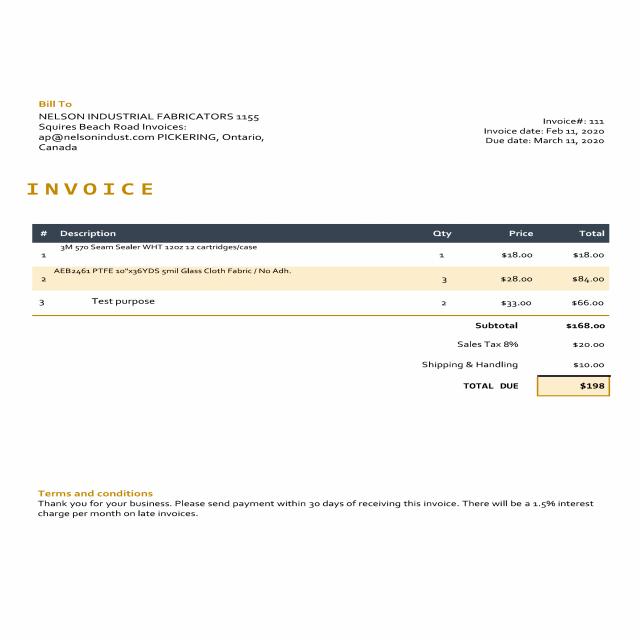 Bill To
NELSON INDUSTRIAL FABRICATORS 1155
Squires Beach Road Invoices:
ap@nelsonindust.com PICKERING, Ontario,
Canada
Invoice#: 111
Invoice date: Feb 11, 2020
Due date: March 11, 2020
INVOICE
# Description Qty Price Total
1 3M 570 Seam Sealer WHT 12oz 12 cartridges/case 1 $18.00 $18.00
2 AEB2461 PTFE 10"x36YDS 5mil Glass Cloth Fabric / No Adh. 3 $28.00 $84.00
3 Test purpose 2 $33.00 $66.00
Subtotal $168.00
Sales Tax 8% $20.00
Shipping & Handling $10.00
TOTAL DUE $198
Terms and conditions
Thank you for your business. Please send payment within 30 days of receiving this invoice. There will be a 1.5% interest
charge per month on late invoices.